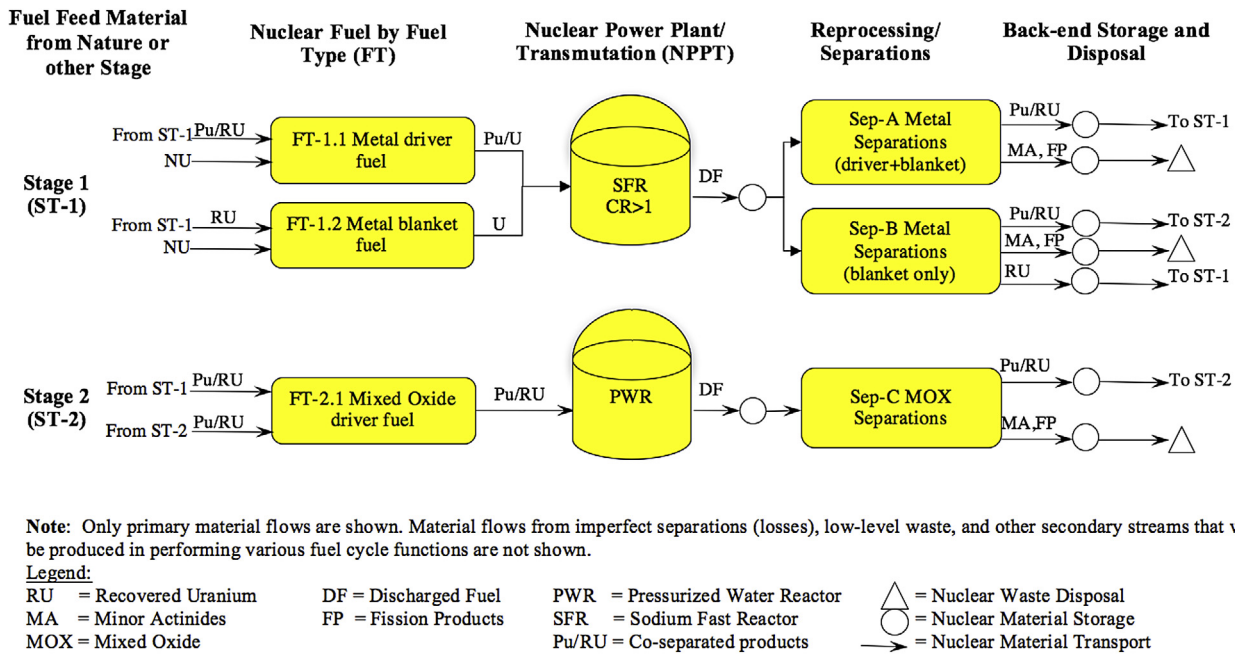 Fuel Feed Material
from Nature or
other Stage
Nuclear Fuel by Fuel
Type (FT)
Nuclear Power Plant/
Transmutation (NPPT)
Reprocessing/
Separations
Back-end Storage and
Disposal
Stage 1
(ST-1)
From ST-1 Pu/RU
NU
FT-1.1 Metal driver
fuel
Pu/U
From ST-1 RU
NU
FT-1.2 Metal blanket
fuel
U
SFR
CR>1
DF
Sep-A Metal
Separations
(driver+blanket)
Pu/RU
To ST-1
MA, FP
Sep-B Metal
Separations
(blanket only)
Pu/RU
To ST-2
MA, FP
RU
To ST-1
Stage 2
(ST-2)
From ST-1 Pu/RU
From ST-2 Pu/RU
FT-2.1 Mixed Oxide
driver fuel
Pu/RU
PWR
DF
Sep-C MOX
Separations
Pu/RU
To ST-2
MA,FP
Note: Only primary material flows are shown. Material flows from imperfect separations (losses), low-level waste, and other secondary streams that
be produced in performing various fuel cycle functions are not shown.
Legend:
RU = Recovered Uranium DF = Discharged Fuel PWR = Pressurized Water Reactor = Nuclear Waste Disposal
MA = Minor Actinides FP = Fission Products SFR = Sodium Fast Reactor = Nuclear Material Storage
MOX = Mixed Oxide Pu/RU = Co-separated products = Nuclear Material Transport